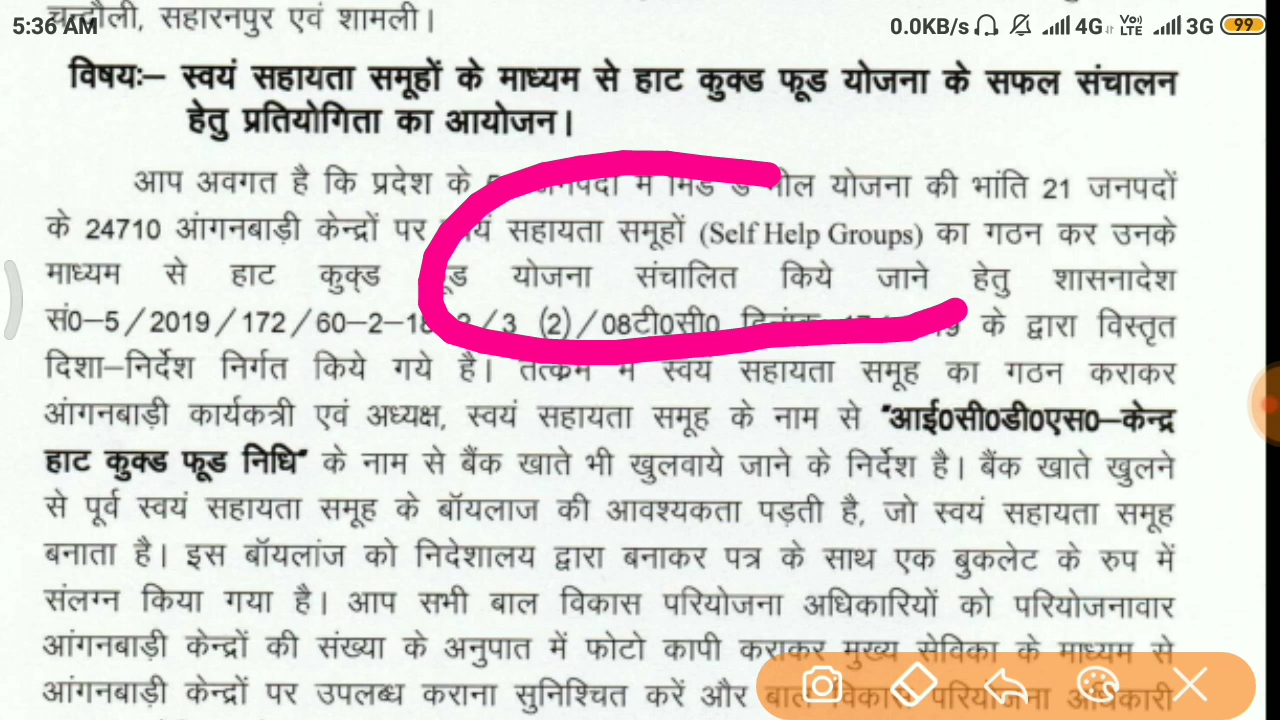 चन्दौली, सहारनपुर एवं शामली।
5:36 AM 0.0KB/s 4G Vo) LTE 3G 99
विषयः– स्वयं सहायता समूहों के माध्यम से हाट कुक्ड फूड योजना के सफल संचालन
हेतु प्रतियोगिता का आयोजन।
आप अवगत है कि प्रदेश के में मिड डे मील योजना की भांति 21 जनपदों
के 24710 आंगनबाड़ी केन्द्रों पर स्वयं सहायता समूहों (Self Help Groups) का गठन कर उनके
माध्यम से हाट कुक्ड फूड योजना संचालित किये जाने हेतु शासनादेश
सं0–5/2019/172/60–2–18 /3 (2)/08टी0सी0 दिनांक के द्वारा विस्तृत
दिशा–निर्देश निर्गत किये गये है। तत्क्रम में स्वयं सहायता समूह का गठन कराकर
आंगनबाड़ी कार्यकत्री एवं अध्यक्ष, स्वयं सहायता समूह के नाम से "आई0सी0डी0एस0–केन्द्र
हाट कुक्ड फूड निधि" के नाम से बैंक खाते भी खुलवाये जाने के निर्देश है। बैंक खाते खुलने
से पूर्व स्वयं सहायता समूह के बॉयलाज की आवश्यकता पड़ती है, जो स्वयं सहायता समूह
बनाता है। इस बॉयलांज को निदेशालय द्वारा बनाकर पत्र के साथ एक बुकलेट के रुप में
संलग्न किया गया है। आप सभी बाल विकास परियोजना अधिकारियों को परियोजनावार
आंगनबाड़ी केन्द्रों की संख्या के अनुपात में फोटो कापी कराकर मुख्य सेविका के माध्यम से
आंगनबाड़ी केन्द्रों पर उपलब्ध कराना सुनिश्चित करें और बाल विकास परियोजना अधिकारी